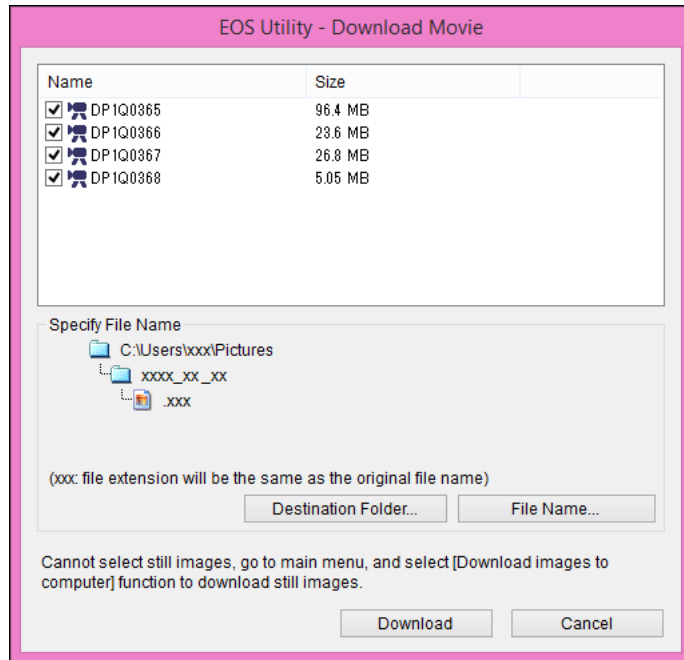 EOS Utility - Download Movie
Name Size
DP1Q0365 96.4 MB
DP1Q0366 23.6 MB
DP1Q0367 26.8 MB
DP1Q0368 5.05 MB
Specify File Name
C:\Users\xxx\Pictures
xxxx_xx_xx
.xxx
(xxx: file extension will be the same as the original file name)
Destination Folder... File Name...
Cannot select still images, go to main menu, and select [Download images to
computer] function to download still images.
Download Cancel